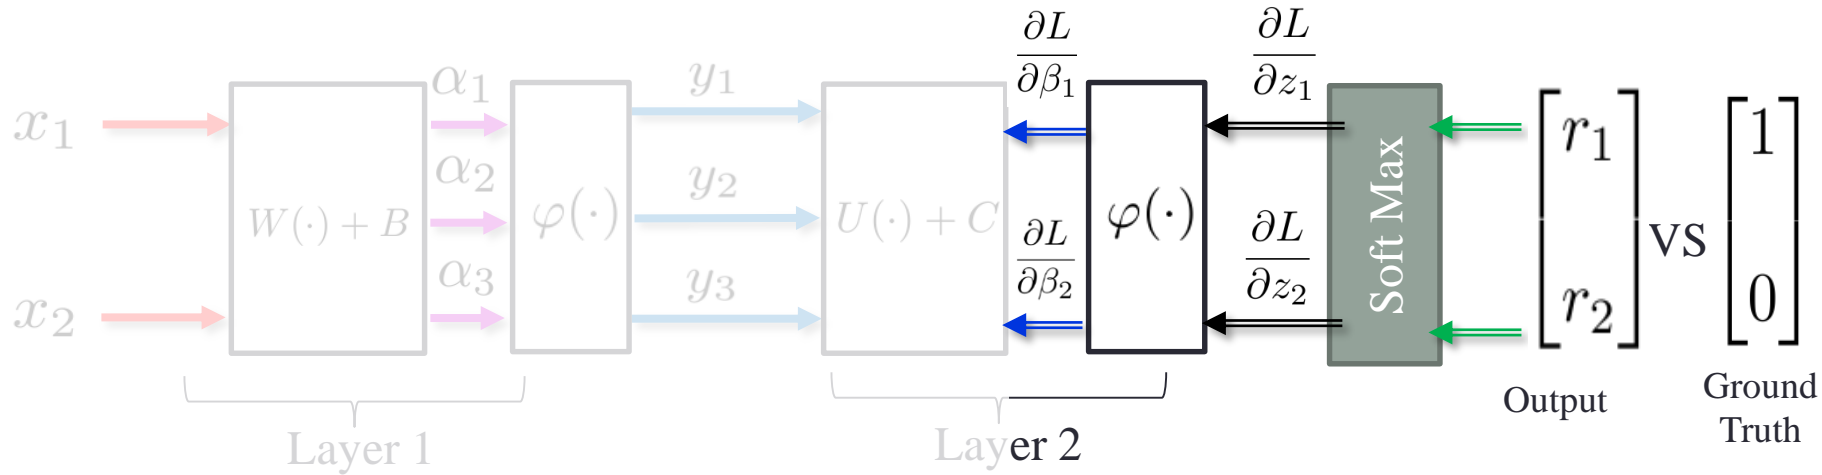 x₁
x₂
W(·) + B
α₁
α₂
α₃
φ(·)
y₁
y₂
y₃
U(·) + C
∂L/∂β₁
∂L/∂β₂
φ(·)
∂L/∂z₁
∂L/∂z₂
Soft Max
[r₁
r₂]
VS
[1
0]
Output
Ground
Truth
Layer 1
Layer 2